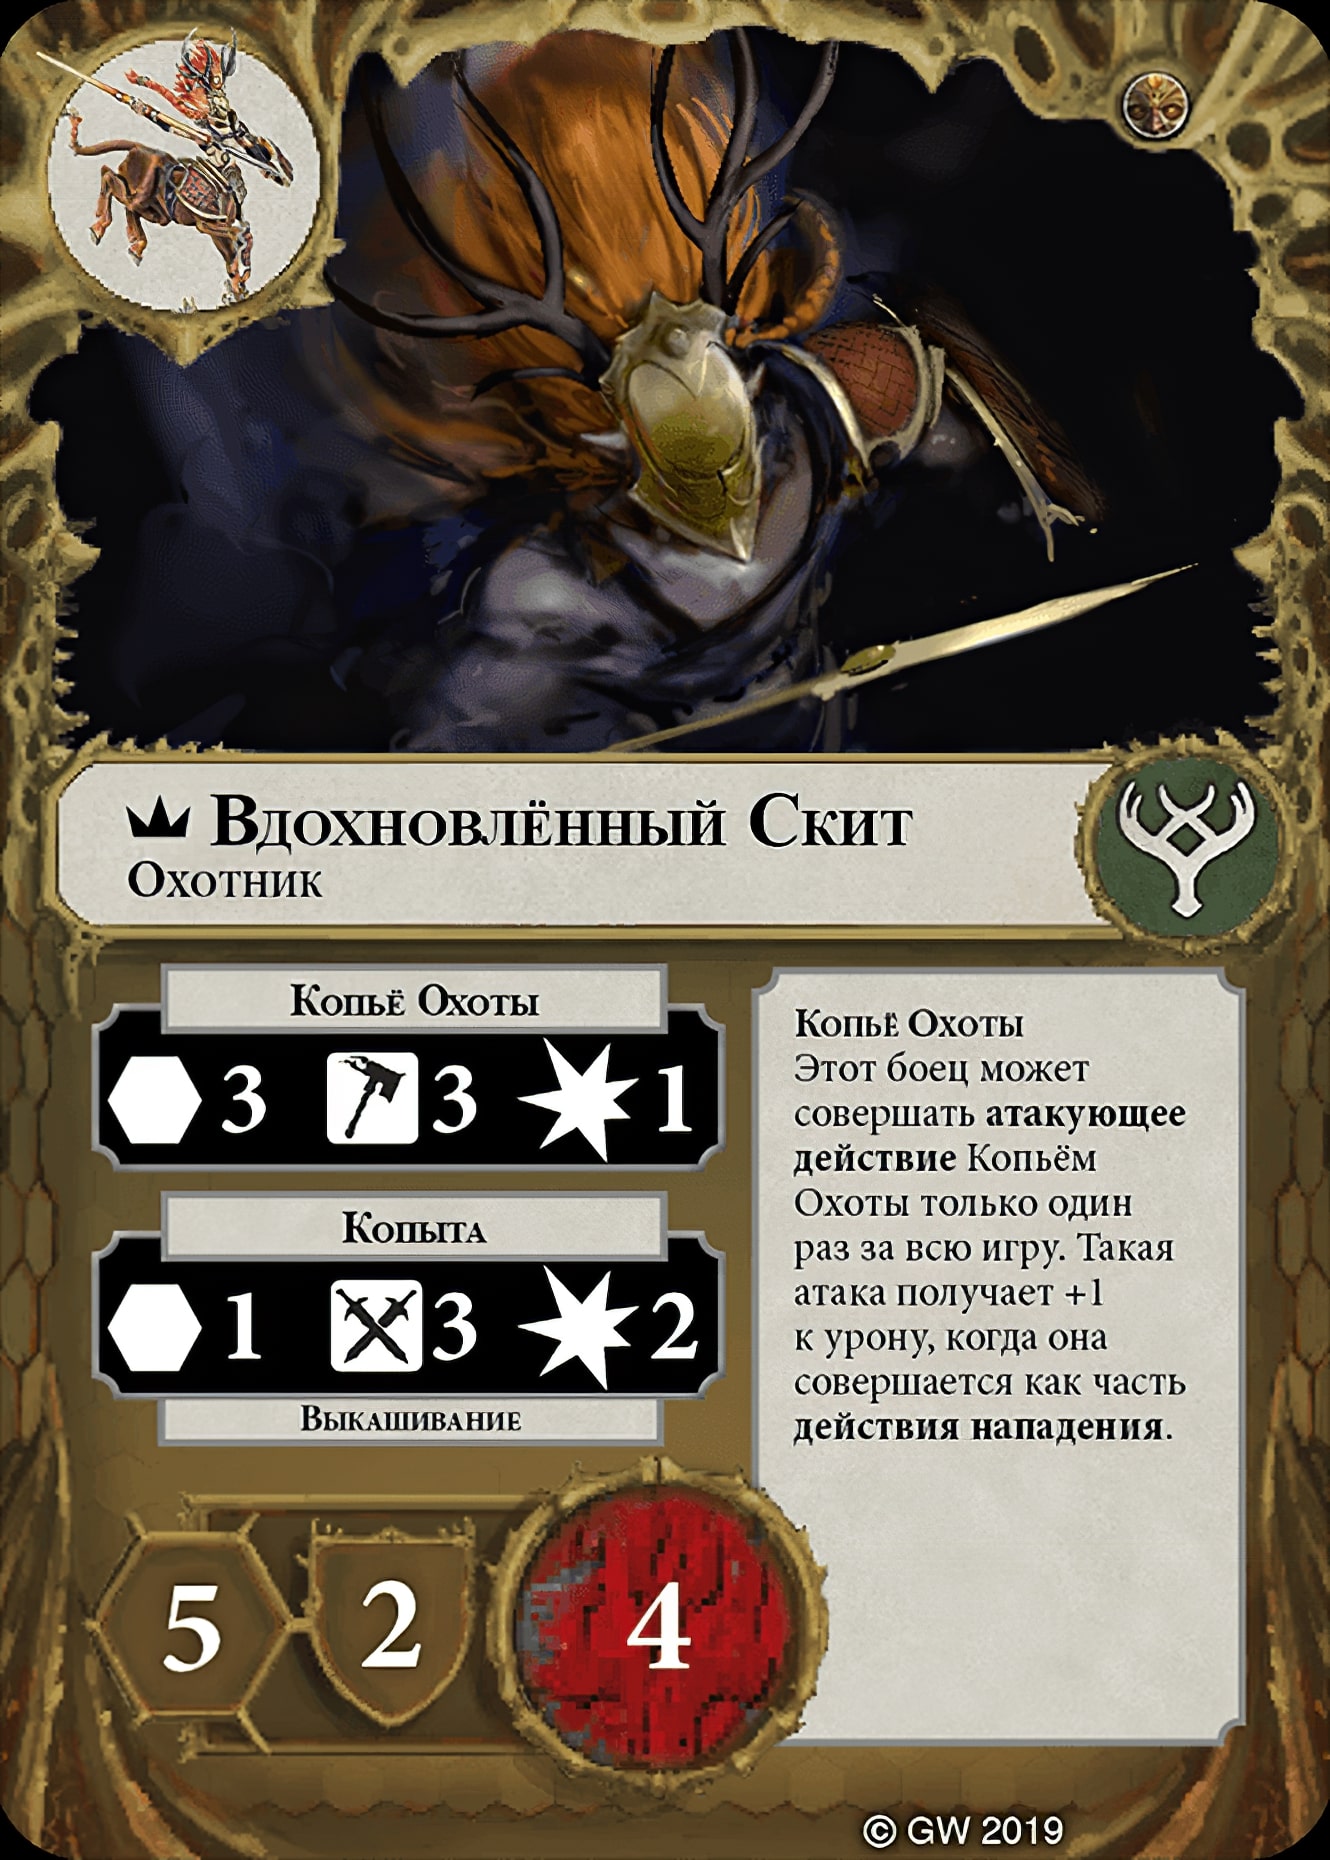 Вдохновлённый Скит
Охотник
Копьё Охоты
3 3 1
Копыта
1 3 2
Выкашивание
5 2 4
Копьё Охоты
Этот боец может
совершать атакующее
действие Копьём
Охоты только один
раз за всю игру. Такая
атака получает +1
к урону, когда она
совершается как часть
действия нападения.
© GW 2019